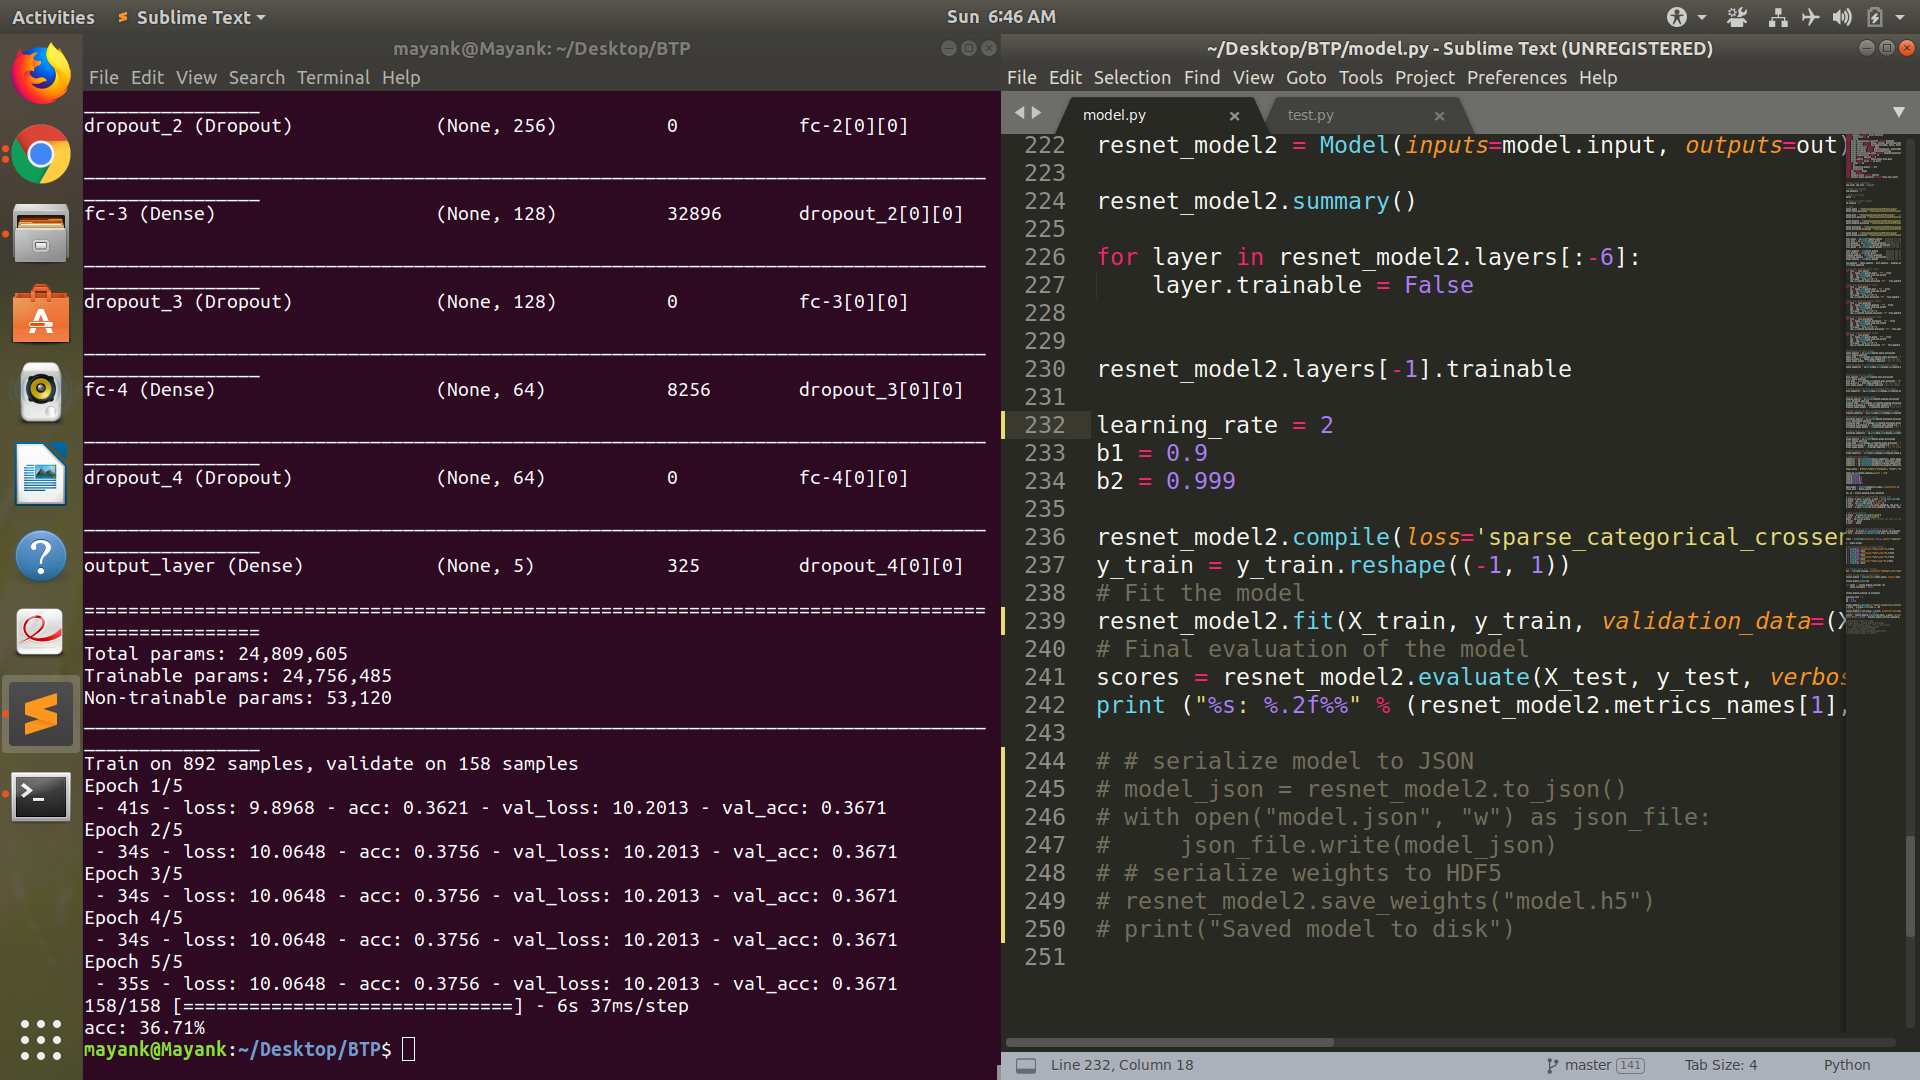 Activities
Sublime Text
Sun 6:46 AM
mayank@Mayank: ~/Desktop/BTP
File Edit View Search Terminal Help
________________
dropout_2 (Dropout) (None, 256) 0 fc-2[0][0]
__________________________________________________________________________________
________________
fc-3 (Dense) (None, 128) 32896 dropout_2[0][0]
__________________________________________________________________________________
________________
dropout_3 (Dropout) (None, 128) 0 fc-3[0][0]
__________________________________________________________________________________
________________
fc-4 (Dense) (None, 64) 8256 dropout_3[0][0]
__________________________________________________________________________________
________________
dropout_4 (Dropout) (None, 64) 0 fc-4[0][0]
__________________________________________________________________________________
________________
output_layer (Dense) (None, 5) 325 dropout_4[0][0]
==================================================================================
================
Total params: 24,809,605
Trainable params: 24,756,485
Non-trainable params: 53,120
__________________________________________________________________________________
________________
Train on 892 samples, validate on 158 samples
Epoch 1/5
 - 41s - loss: 9.8968 - acc: 0.3621 - val_loss: 10.2013 - val_acc: 0.3671
Epoch 2/5
 - 34s - loss: 10.0648 - acc: 0.3756 - val_loss: 10.2013 - val_acc: 0.3671
Epoch 3/5
 - 34s - loss: 10.0648 - acc: 0.3756 - val_loss: 10.2013 - val_acc: 0.3671
Epoch 4/5
 - 34s - loss: 10.0648 - acc: 0.3756 - val_loss: 10.2013 - val_acc: 0.3671
Epoch 5/5
 - 35s - loss: 10.0648 - acc: 0.3756 - val_loss: 10.2013 - val_acc: 0.3671
158/158 [==============================] - 6s 37ms/step
acc: 36.71%
mayank@Mayank:~/Desktop/BTP$
~/Desktop/BTP/model.py - Sublime Text (UNREGISTERED)
File Edit Selection Find View Goto Tools Project Preferences Help
model.py
test.py
222 resnet_model2 = Model(inputs=model.input, outputs=out)
223
224 resnet_model2.summary()
225
226 for layer in resnet_model2.layers[:-6]:
227     layer.trainable = False
228
229
230 resnet_model2.layers[-1].trainable
231
232 learning_rate = 2
233 b1 = 0.9
234 b2 = 0.999
235
236 resnet_model2.compile(loss='sparse_categorical_crosser
237 y_train = y_train.reshape((-1, 1))
238 # Fit the model
239 resnet_model2.fit(X_train, y_train, validation_data=(X
240 # Final evaluation of the model
241 scores = resnet_model2.evaluate(X_test, y_test, verbos
242 print ("%s: %.2f%%" % (resnet_model2.metrics_names[1],
243
244 # # serialize model to JSON
245 # model_json = resnet_model2.to_json()
246 # with open("model.json", "w") as json_file:
247 #     json_file.write(model_json)
248 # # serialize weights to HDF5
249 # resnet_model2.save_weights("model.h5")
250 # print("Saved model to disk")
251
Line 232, Column 18
master 141
Tab Size: 4
Python